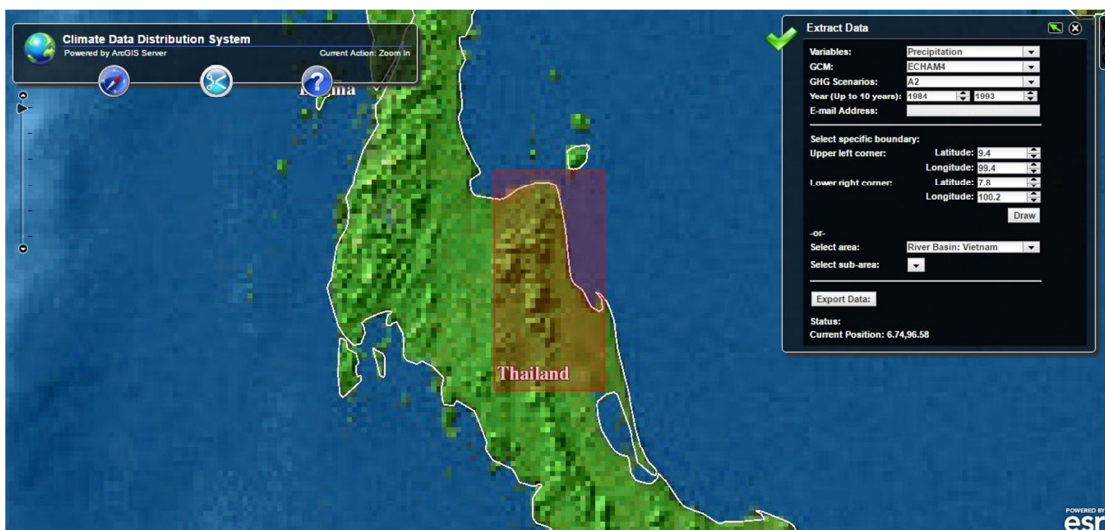 Climate Data Distribution System
Powered by ArcGIS Server
Current Action: Zoom In
Thailand
Extract Data
Variables: Precipitation
GCM: ECHAM4
GHG Scenarios: A2
Year (Up to 10 years): 1984 1993
E-mail Address:
Select specific boundary:
Upper left corner: Latitude: 9.4
Longitude: 99.4
Lower right corner: Latitude: 7.8
Longitude: 100.2
Draw
-or-
Select area: River Basin: Vietnam
Select sub-area:
Export Data:
Status:
Current Position: 6.74,96.58
POWERED BY